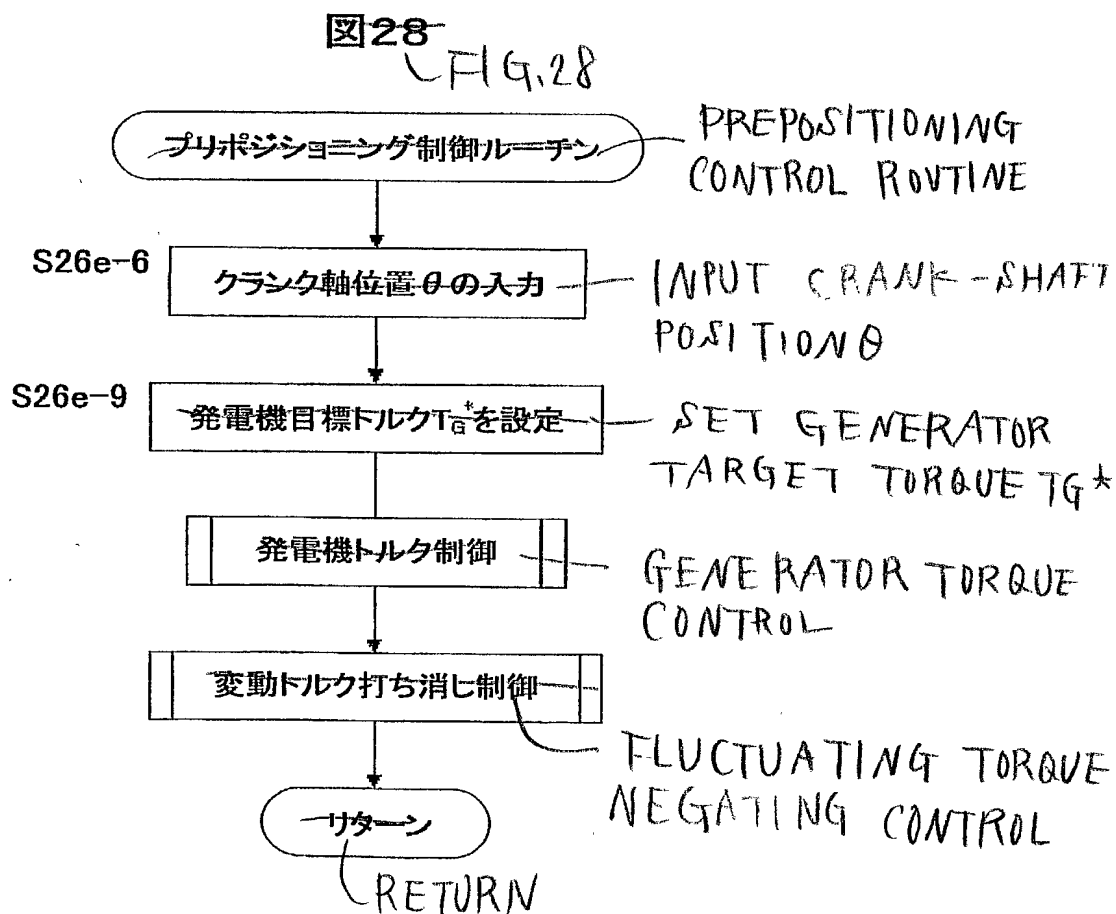 図28
FIG.28
プリポジショニング制御ルーチン
PREPOSITIONING
CONTROL ROUTINE
S26e-6
クランク軸位置θの入力
INPUT CRANK-SHAFT
POSITION θ
S26e-9
発電機目標トルクTG*を設定
SET GENERATOR
TARGET TORQUE TG*
発電機トルク制御
GENERATOR TORQUE
CONTROL
変動トルク打ち消し制御
FLUCTUATING TORQUE
NEGATING CONTROL
リターン
RETURN